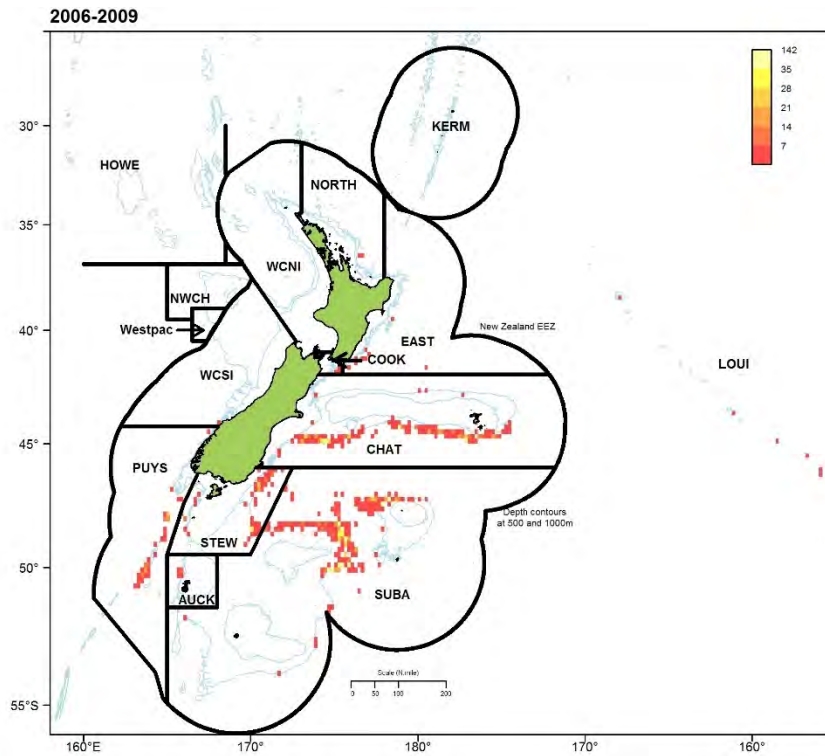 2006-2009
142
35
28
21
14
7
30°
35°
40°
45°
50°
55°S
KERM
HOWE
NORTH
WCNI
NWCH
Westpac
EAST
New Zealand EEZ
COOK
LOUI
WCSI
CHAT
PUYS
STEW
Depth contours
at 500 and 1000m
AUCK
SUBA
Scale (N.mile)
0 50 100 200
160°E
170°
180°
170°
160°